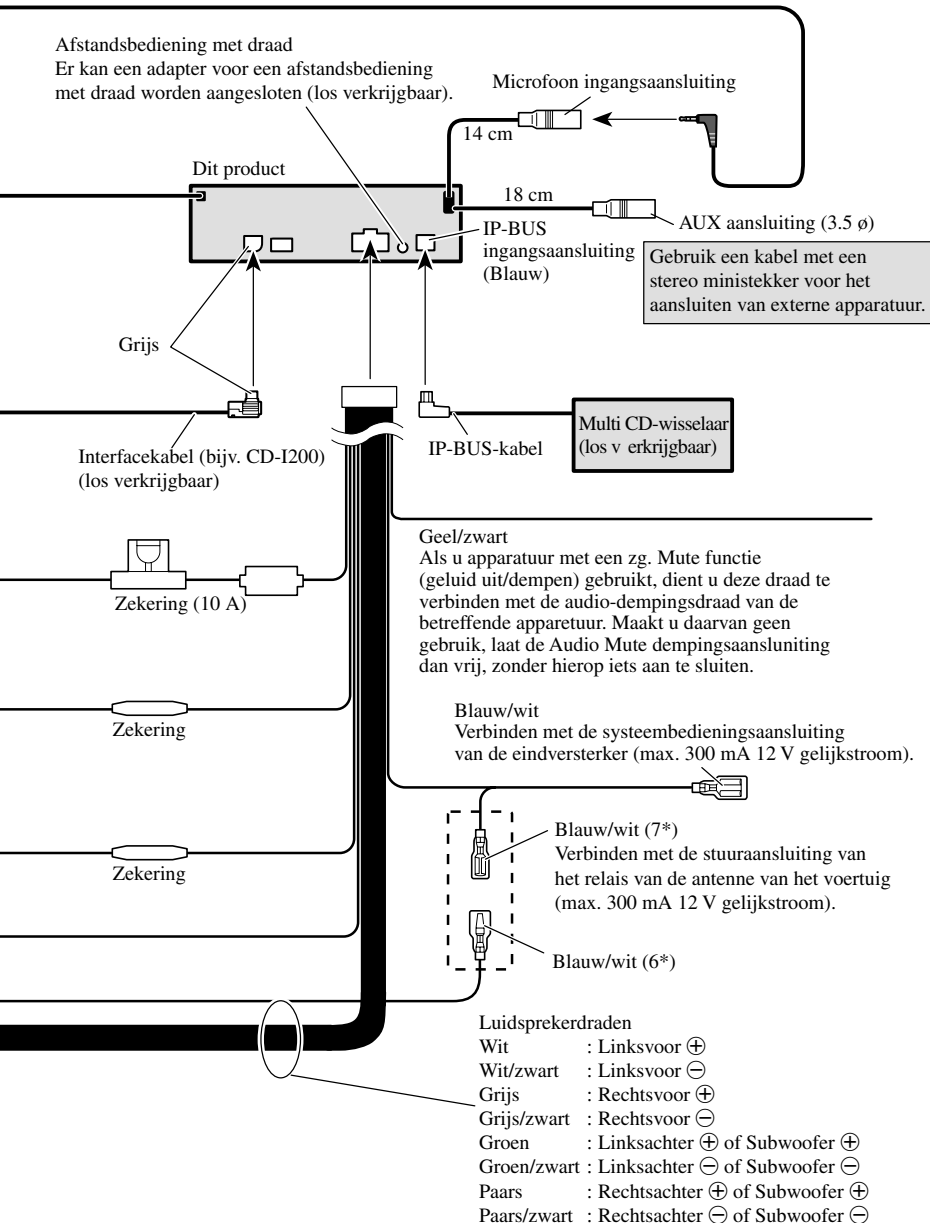 Afstandsbediening met draad
Er kan een adapter voor een afstandsbediening
met draad worden aangesloten (los verkrijgbaar).
Microfoon ingangsaansluiting
14 cm
Dit product
18 cm
AUX aansluiting (3.5 ø)
IP-BUS
ingangsaansluiting
(Blauw)
Gebruik een kabel met een
stereo ministekker voor het
aansluiten van externe apparatuur.
Grijs
Multi CD-wisselaar
(los v erkrijgbaar)
Interfacekabel (bijv. CD-I200)
(los verkrijgbaar)
IP-BUS-kabel
Geel/zwart
Als u apparatuur met een zg. Mute functie
(geluid uit/dempen) gebruikt, dient u deze draad te
verbinden met de audio-dempingsdraad van de
betreffende apparetuur. Maakt u daarvan geen
gebruik, laat de Audio Mute dempingsaansluniting
dan vrij, zonder hierop iets aan te sluiten.
Zekering (10 A)
Zekering
Blauw/wit
Verbinden met de systeembedieningsaansluiting
van de eindversterker (max. 300 mA 12 V gelijkstroom).
Zekering
Blauw/wit (7*)
Verbinden met de stuuraansluiting van
het relais van de antenne van het voertuig
(max. 300 mA 12 V gelijkstroom).
Blauw/wit (6*)
Luidsprekerdraden
Wit : Linksvoor ⊕
Wit/zwart : Linksvoor ⊖
Grijs : Rechtsvoor ⊕
Grijs/zwart : Rechtsvoor ⊖
Groen : Linksachter ⊕ of Subwoofer ⊕
Groen/zwart : Linksachter ⊖ of Subwoofer ⊖
Paars : Rechtsachter ⊕ of Subwoofer ⊕
Paars/zwart : Rechtsachter ⊖ of Subwoofer ⊖